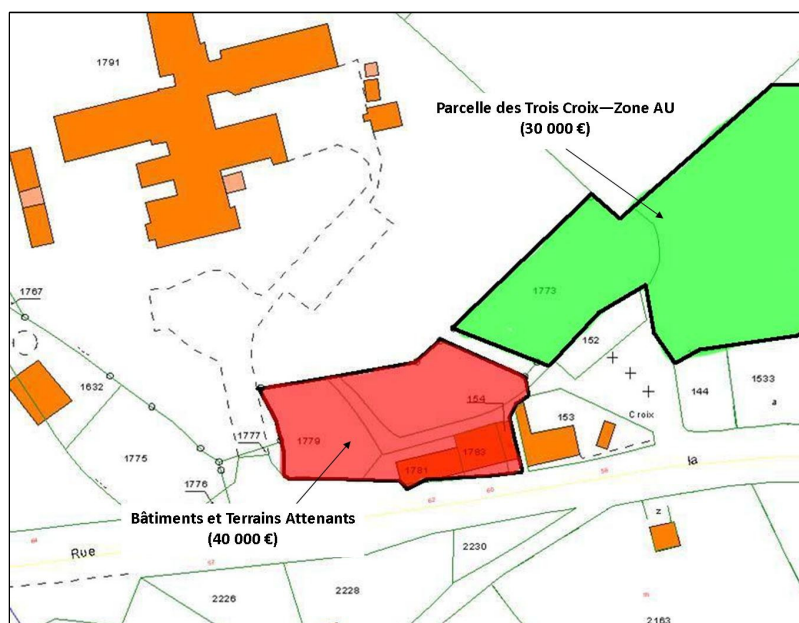 1791
Parcelle des Trois Croix—Zone AU
(30 000 €)
1767
1773
152
1632
144
1533
a
154
Croix
153
1777
1779
1783
1775
1781
la
1776
Bâtiments et Terrains Attenants
(40 000 €)
Rue
z
2230
2226
2228
2163